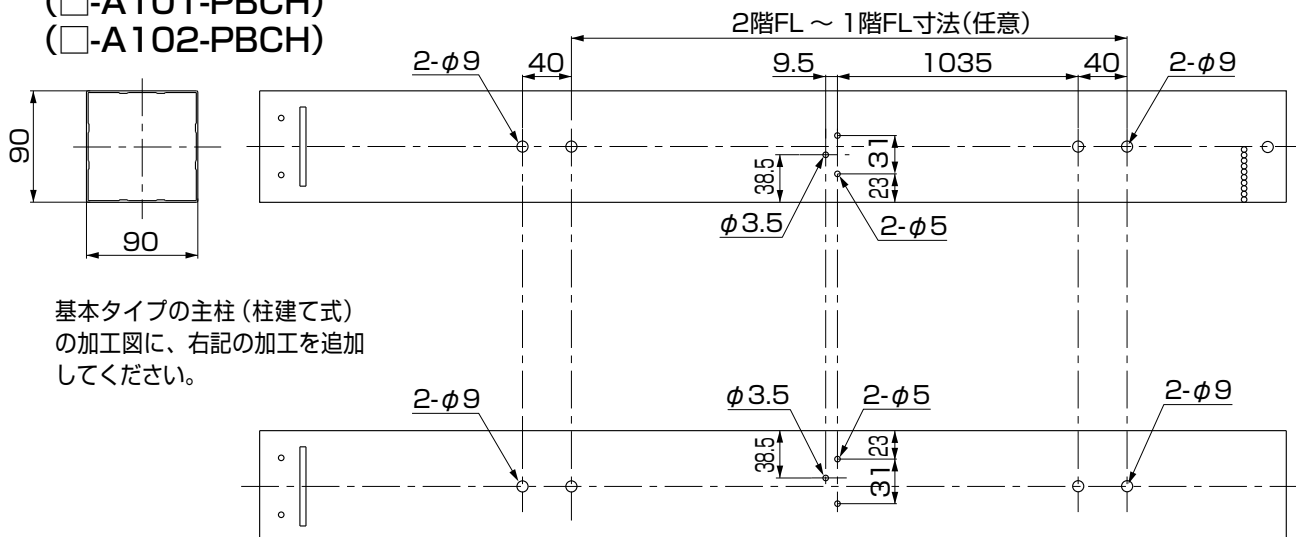 (□-A101-PBCH)
(□-A102-PBCH)
2階FL ～ 1階FL寸法(任意)
2-φ9
40
9.5
1035
40
2-φ9
90
90
38.5
31
23
φ3.5
2-φ5
基本タイプの主柱（柱建て式）
の加工図に、右記の加工を追加
してください。
2-φ9
φ3.5
2-φ5
2-φ9
38.5
23
31